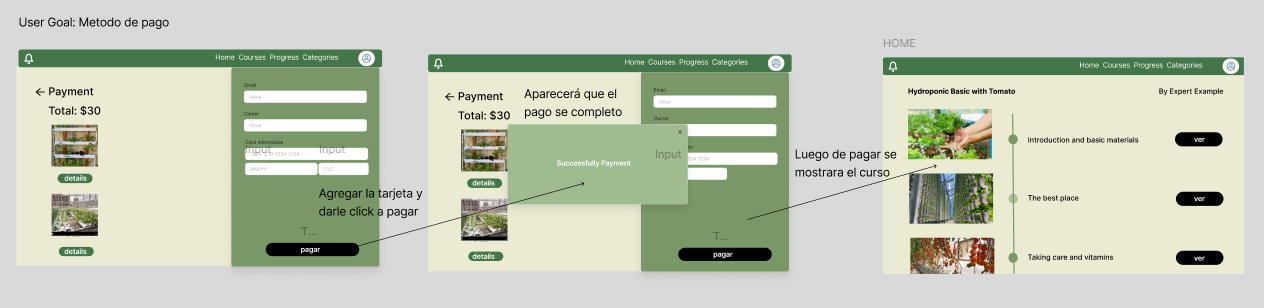 User Goal: Metodo de pago
Home Courses Progress Categories
Payment
Total: $30
details
details
Email
Value
Owner
Value
Card Information
Input
Input
1234 1234 1234 1234
MM/YY
CVC
T...
pagar
Agregar la tarjeta y
darle click a pagar
Home Courses Progress Categories
Payment
Total: $30
details
details
Aparecerá que el
pago se completo
Email
Value
Owner
Successfully Payment
Input
1234 1234
T...
pagar
Luego de pagar se
mostrara el curso
HOME
Home Courses Progress Categories
Hydroponic Basic with Tomato
By Expert Example
Introduction and basic materials
ver
The best place
ver
Taking care and vitamins
ver